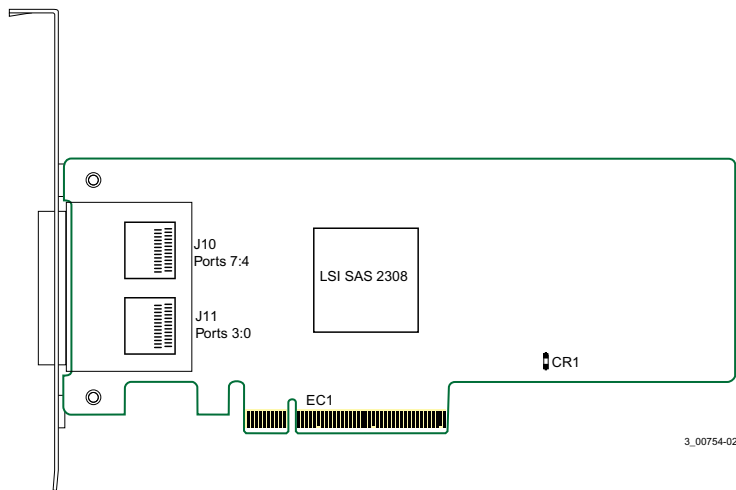 J10
Ports 7:4
LSI SAS 2308
J11
Ports 3:0
CR1
EC1
3_00754-02